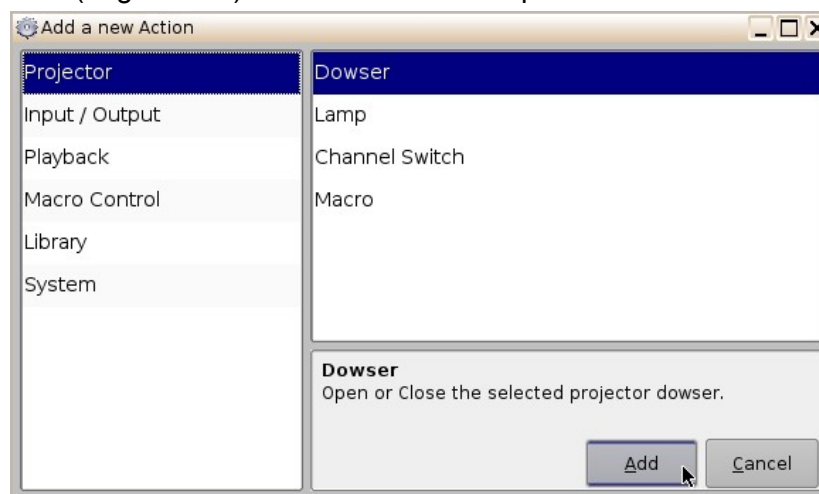 Add a new Action
Projector
Input / Output
Playback
Macro Control
Library
System
Dowser
Lamp
Channel Switch
Macro
Dowser
Open or Close the selected projector dowser.
Add
Cancel